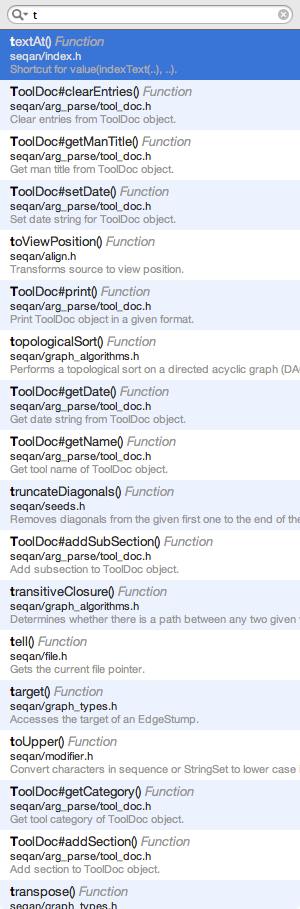 t
textAt() Function
seqan/index.h
Shortcut for value(indexText(..), ..).
ToolDoc#clearEntries() Function
seqan/arg_parse/tool_doc.h
Clear entries from ToolDoc object.
ToolDoc#getManTitle() Function
seqan/arg_parse/tool_doc.h
Get man title from ToolDoc object.
ToolDoc#setDate() Function
seqan/arg_parse/tool_doc.h
Set date string for ToolDoc object.
toViewPosition() Function
seqan/align.h
Transforms source to view position.
ToolDoc#print() Function
seqan/arg_parse/tool_doc.h
Print ToolDoc object in a given format.
topologicalSort() Function
seqan/graph_algorithms.h
Performs a topological sort on a directed acyclic graph (DA
ToolDoc#getDate() Function
seqan/arg_parse/tool_doc.h
Get date string from ToolDoc object.
ToolDoc#getName() Function
seqan/arg_parse/tool_doc.h
Get tool name of ToolDoc object.
truncateDiagonals() Function
seqan/seeds.h
Removes diagonals from the given first one to the end of the
ToolDoc#addSubSection() Function
seqan/arg_parse/tool_doc.h
Add subsection to ToolDoc object.
transitiveClosure() Function
seqan/graph_algorithms.h
Determines whether there is a path between any two given
tell() Function
seqan/file.h
Gets the current file pointer.
target() Function
seqan/graph_types.h
Accesses the target of an EdgeStump.
toUpper() Function
seqan/modifier.h
Convert characters in sequence or StringSet to lower case
ToolDoc#getCategory() Function
seqan/arg_parse/tool_doc.h
Get tool category of ToolDoc object.
ToolDoc#addSection() Function
seqan/arg_parse/tool_doc.h
Add section to ToolDoc object.
transpose() Function
seqan/graph_types.h